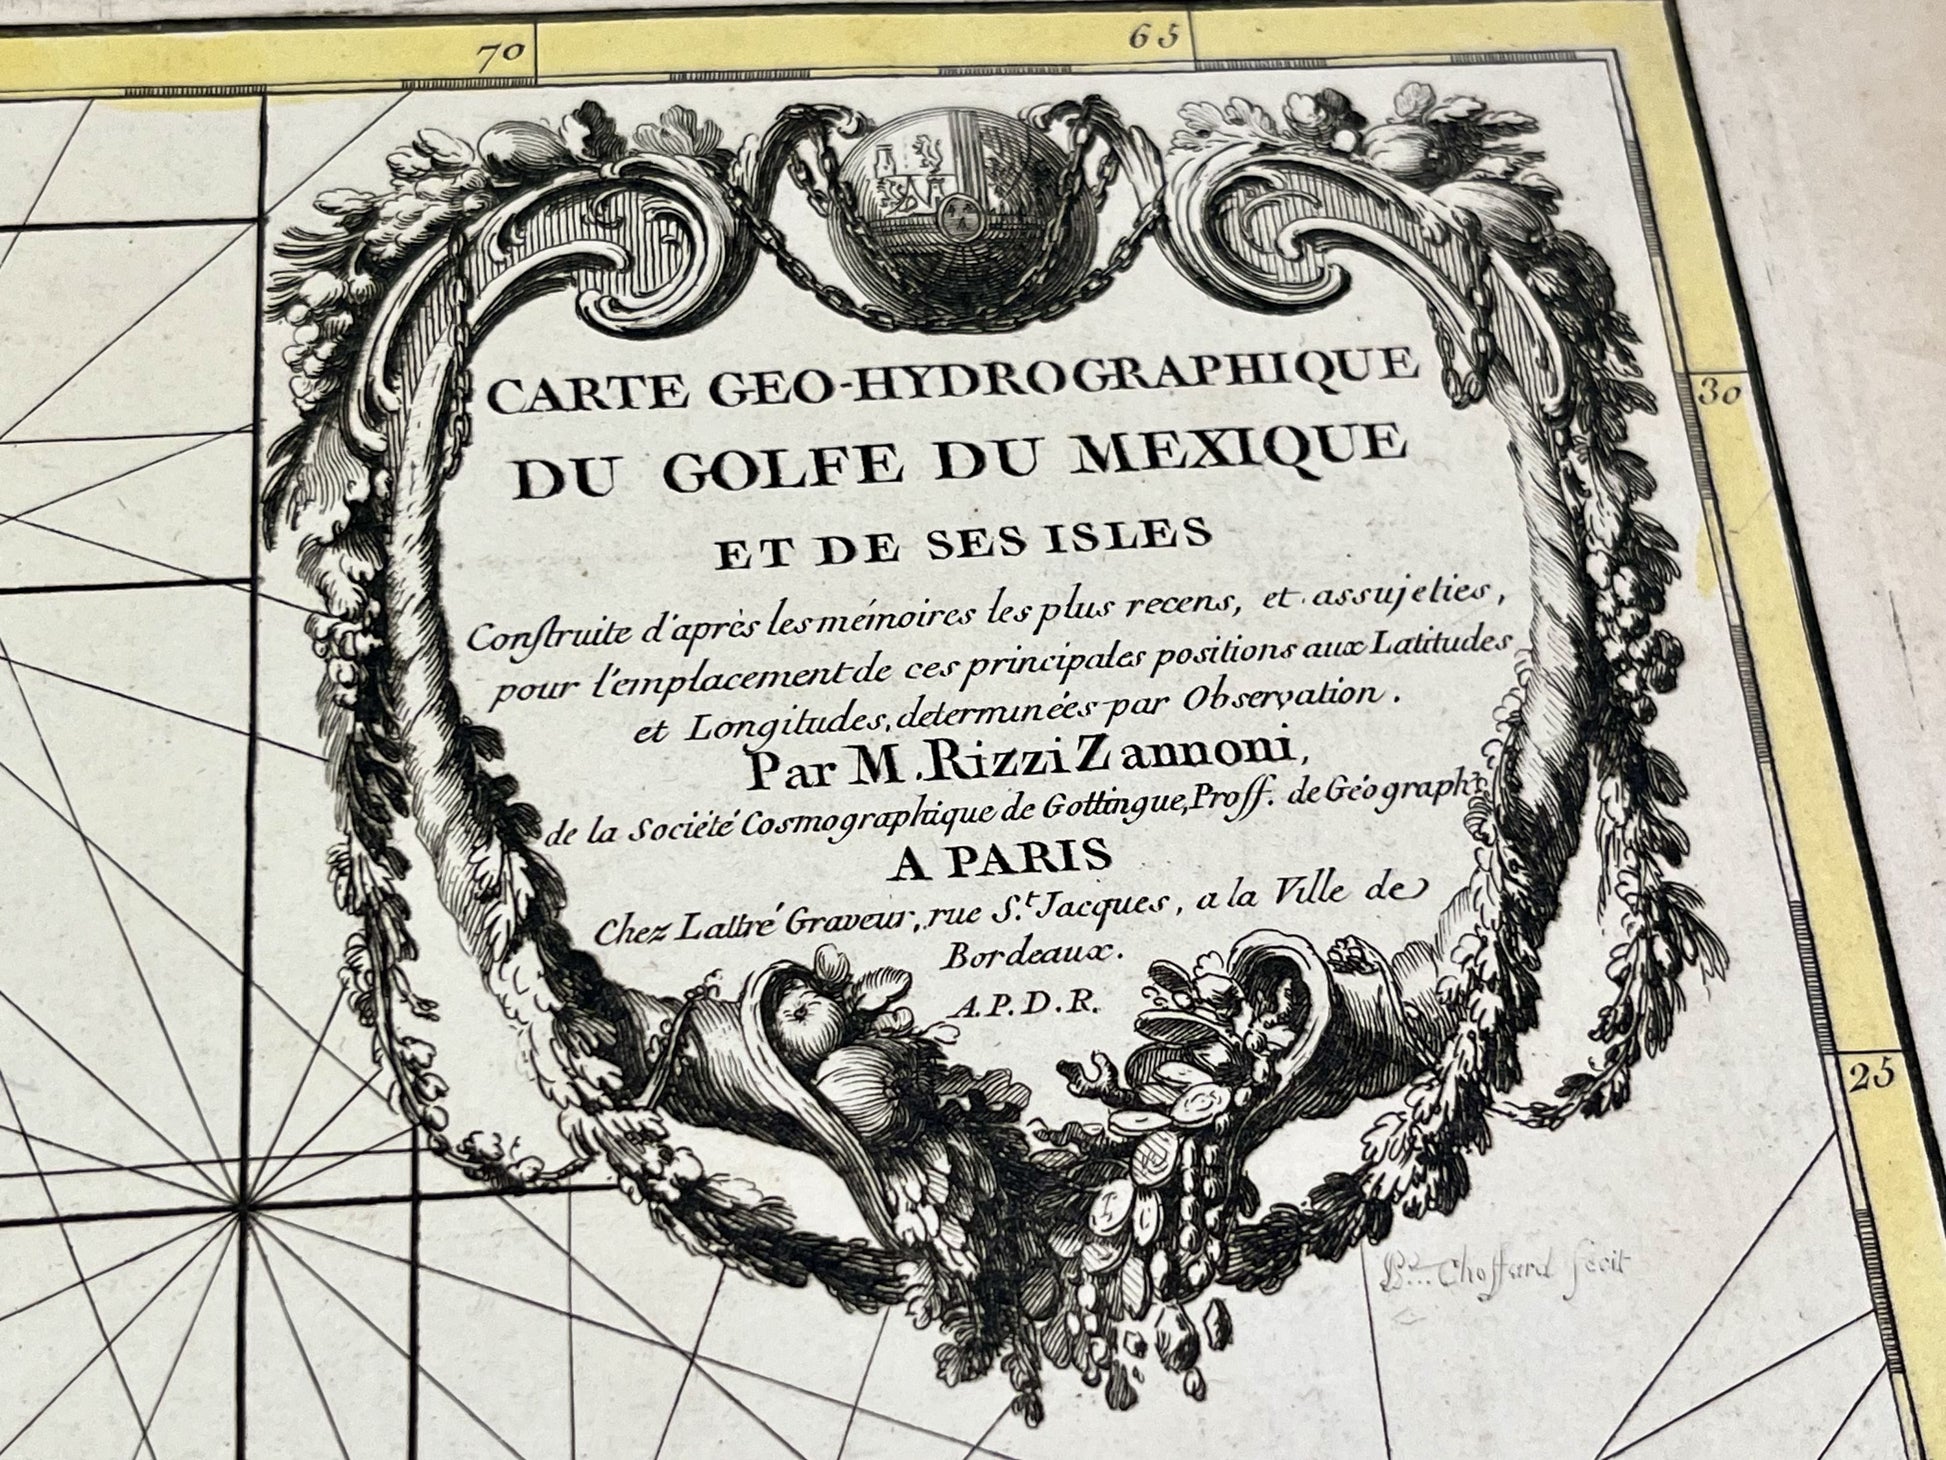 70
65
CARTE GEO-HYDROGRAPHIQUE
DU GOLFE DU MEXIQUE
ET DE SES ISLES
Construite d'après les mémoires les plus recens, et assujeties,
pour l'emplacement de ces principales positions aux Latitudes
et Longitudes, determinées par Observation.
Par M. Rizzi Zannoni,
de la Société Cosmographique de Gottingue, Proff. de Géograph.
A PARIS
Chez Lattré Graveur, rue S.t Jacques, a la Ville de
Bordeaux.
A.P.D.R.
30
25
Choffard fécit